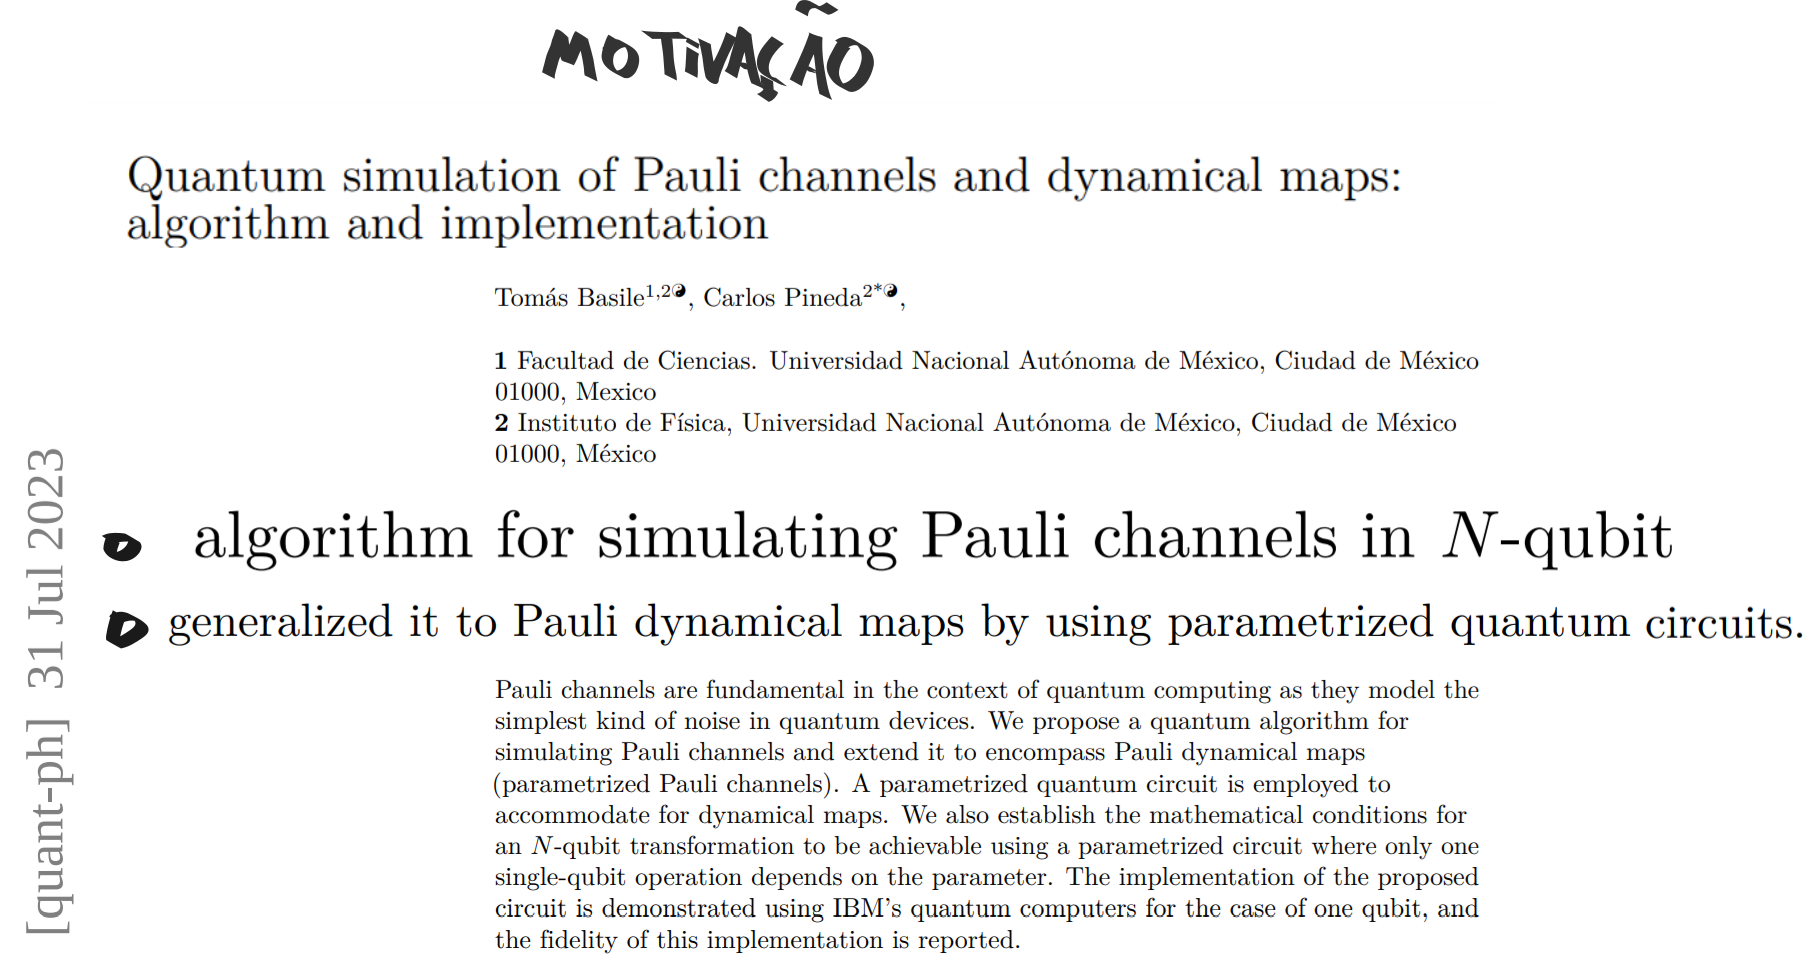 MOTIVAÇÃO
Quantum simulation of Pauli channels and dynamical maps:
algorithm and implementation
Tomás Basile1,2☯, Carlos Pineda2*☯,
1 Facultad de Ciencias. Universidad Nacional Autónoma de México, Ciudad de México
01000, Mexico
2 Instituto de Física, Universidad Nacional Autónoma de México, Ciudad de México
01000, México
[quant-ph] 31 Jul 2023
algorithm for simulating Pauli channels in N-qubit
generalized it to Pauli dynamical maps by using parametrized quantum circuits.
Pauli channels are fundamental in the context of quantum computing as they model the
simplest kind of noise in quantum devices. We propose a quantum algorithm for
simulating Pauli channels and extend it to encompass Pauli dynamical maps
(parametrized Pauli channels). A parametrized quantum circuit is employed to
accommodate for dynamical maps. We also establish the mathematical conditions for
an N-qubit transformation to be achievable using a parametrized circuit where only one
single-qubit operation depends on the parameter. The implementation of the proposed
circuit is demonstrated using IBM's quantum computers for the case of one qubit, and
the fidelity of this implementation is reported.